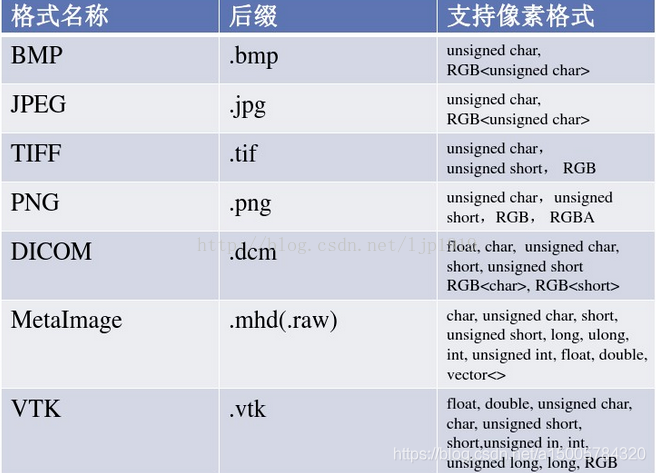 格式名称 后缀 支持像素格式
BMP .bmp unsigned char,
RGB<unsigned char>
JPEG .jpg unsigned char,
RGB<unsigned char>
TIFF .tif unsigned char，
unsigned short， RGB
PNG .png unsigned char，unsigned
short，RGB， RGBA
http://blog.csdn.net/
DICOM .dcm float, char, unsigned char,
short, unsigned short
RGB<char>, RGB<short>
MetaImage .mhd(.raw) char, unsigned char, short,
unsigned short, long, ulong,
int, unsigned int, float, double,
vector<>
VTK .vtk float, double, unsigned char,
char, unsigned short,
short,unsigned in, int,
unsigned long, long, RGB
https://blog.csdn.net/a15005784320